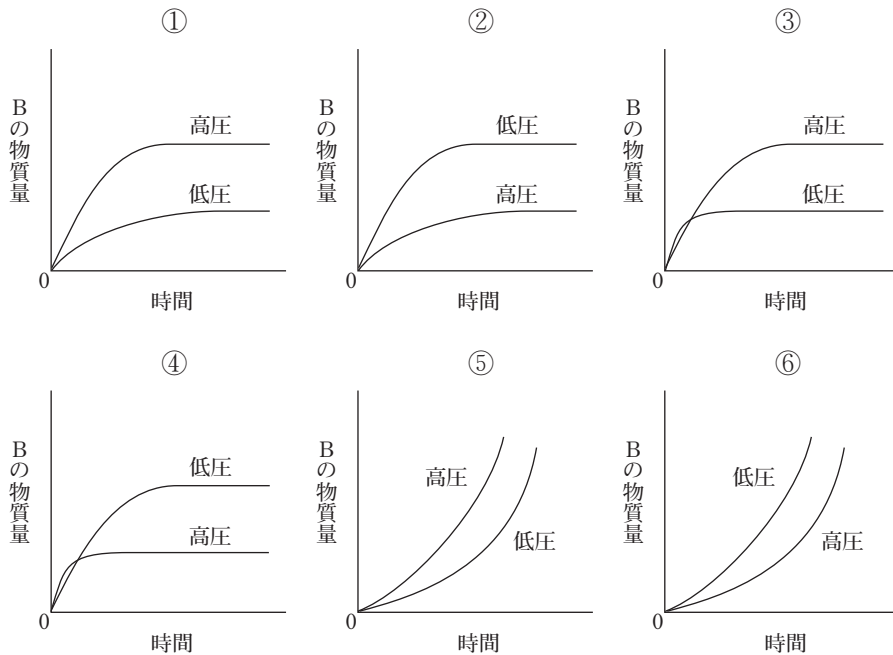 ①
Bの物質量
高圧
低圧
0
時間
②
Bの物質量
低圧
高圧
0
時間
③
Bの物質量
高圧
低圧
0
時間
④
Bの物質量
低圧
高圧
0
時間
⑤
Bの物質量
高圧
低圧
0
時間
⑥
Bの物質量
低圧
高圧
0
時間